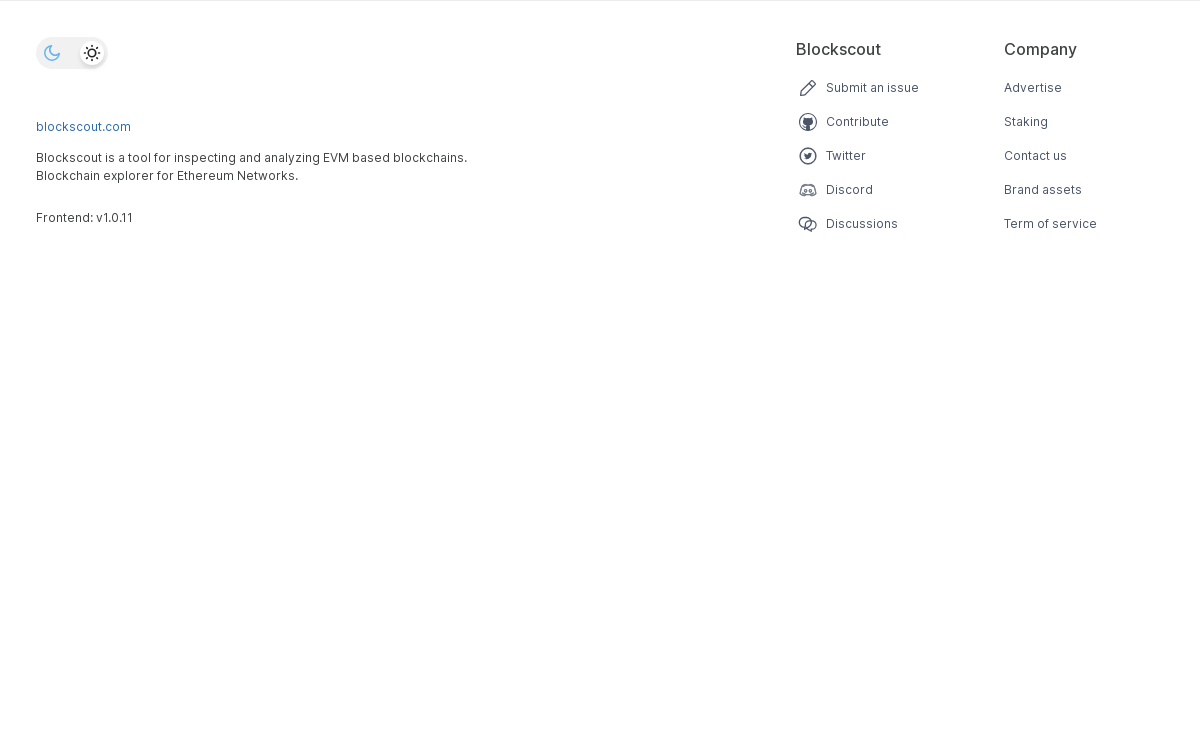 blockscout.com
Blockscout is a tool for inspecting and analyzing EVM based blockchains.
Blockchain explorer for Ethereum Networks.
Frontend: v1.0.11
Blockscout
Submit an issue
Contribute
Twitter
Discord
Discussions
Company
Advertise
Staking
Contact us
Brand assets
Term of service